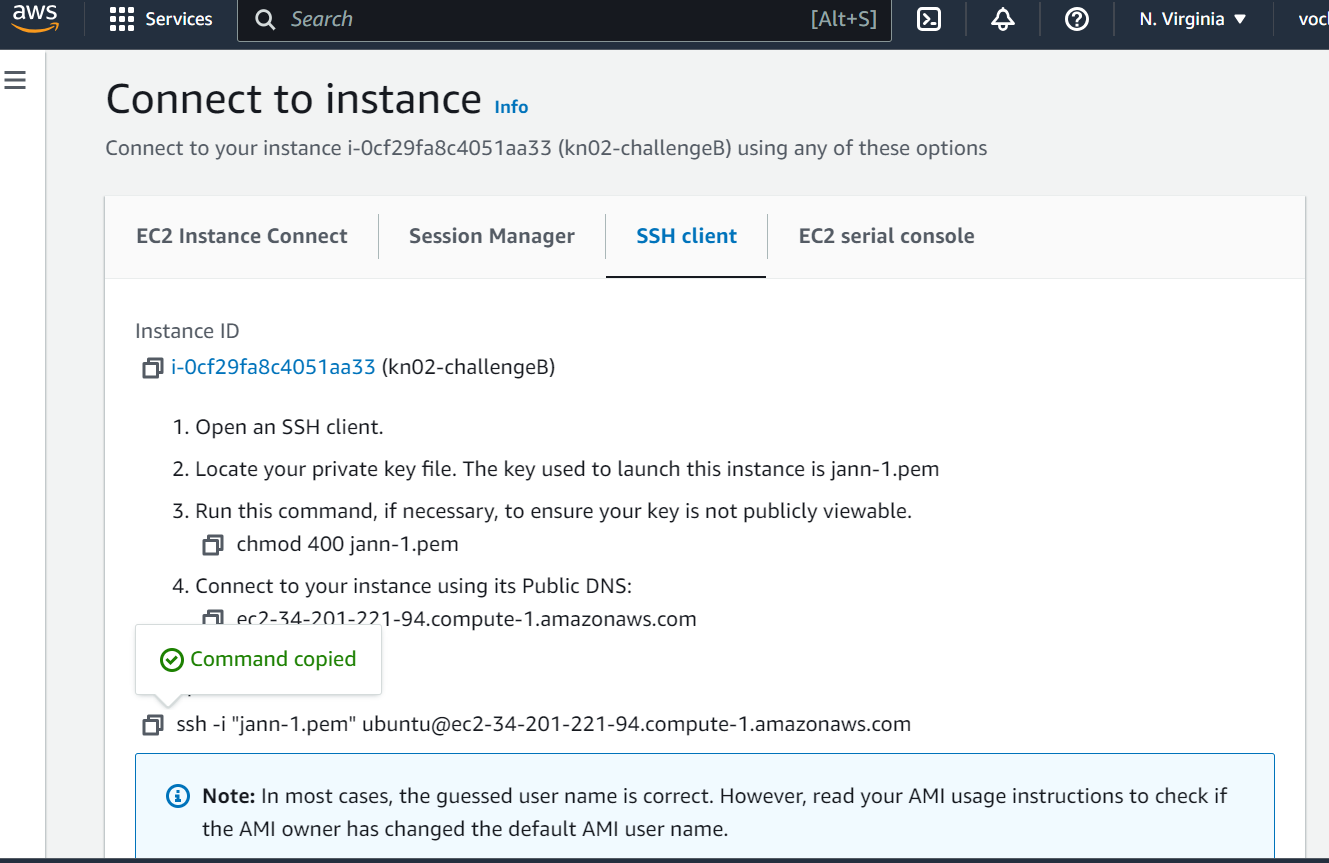 aws
Services
Search
[Alt+S]
N. Virginia
Connect to instance Info
Connect to your instance i-0cf29fa8c4051aa33 (kn02-challengeB) using any of these options
EC2 Instance Connect
Session Manager
SSH client
EC2 serial console
Instance ID
i-0cf29fa8c4051aa33 (kn02-challengeB)
1. Open an SSH client.
2. Locate your private key file. The key used to launch this instance is jann-1.pem
3. Run this command, if necessary, to ensure your key is not publicly viewable.
chmod 400 jann-1.pem
4. Connect to your instance using its Public DNS:
ec2-34-201-221-94.compute-1.amazonaws.com
Command copied
ssh -i "jann-1.pem" ubuntu@ec2-34-201-221-94.compute-1.amazonaws.com
Note: In most cases, the guessed user name is correct. However, read your AMI usage instructions to check if
the AMI owner has changed the default AMI user name.